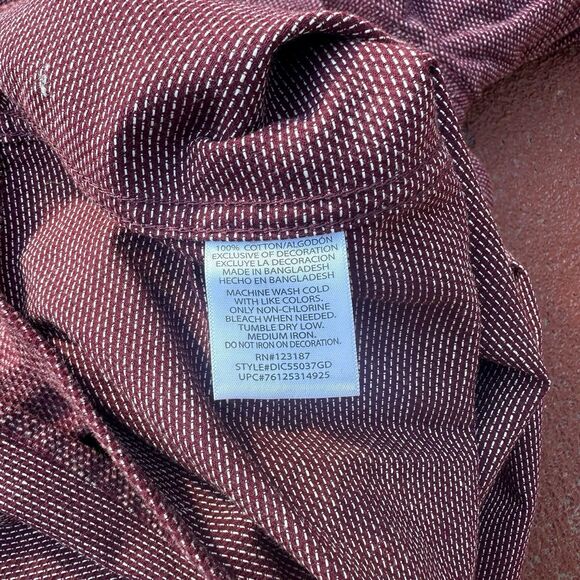 100% COTTON/ALGODÓN
EXCLUSIVE OF DECORATION
EXCLUYE LA DECORACION
MADE IN BANGLADESH
HECHO EN BANGLADESH
MACHINE WASH COLD
WITH LIKE COLORS.
ONLY NON-CHLORINE
BLEACH WHEN NEEDED.
TUMBLE DRY LOW.
MEDIUM IRON.
DO NOT IRON ON DECORATION.
RN#123187
STYLE#DIC55037GD
UPC#76125314925